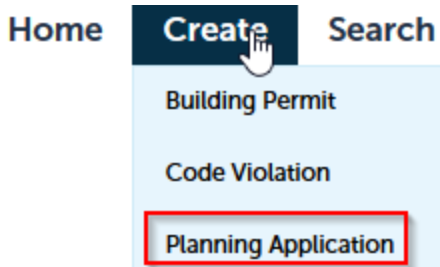 Home Create Search
Building Permit
Code Violation
Planning Application